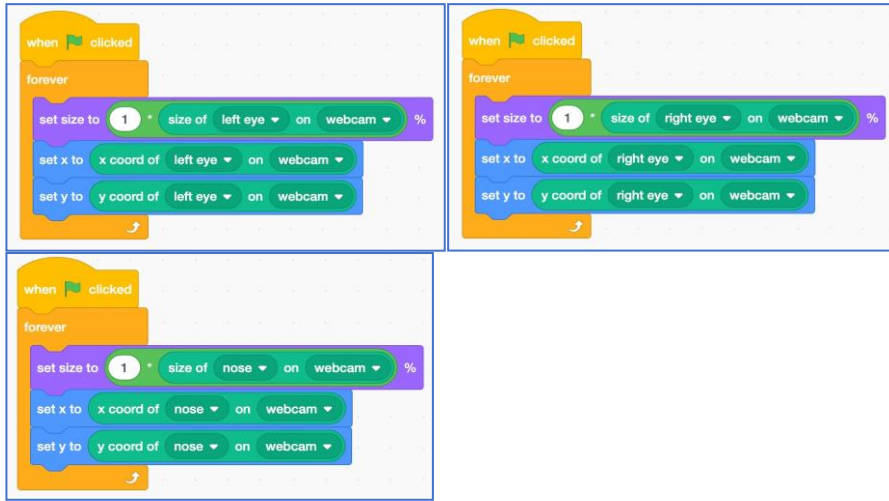 when clicked
forever
set size to 1 * size of left eye on webcam %
set x to x coord of left eye on webcam
set y to y coord of left eye on webcam
when clicked
forever
set size to 1 * size of right eye on webcam %
set x to x coord of right eye on webcam
set y to y coord of right eye on webcam
when clicked
forever
set size to 1 * size of nose on webcam %
set x to x coord of nose on webcam
set y to y coord of nose on webcam